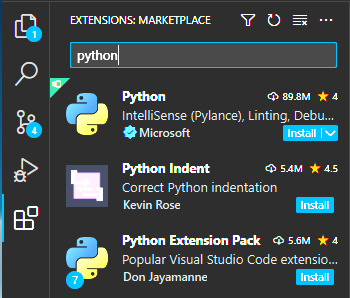 EXTENSIONS: MARKETPLACE
1
python
Python 89.8M 4
IntelliSense (Pylance), Linting, Debu...
Microsoft Install
4
Python Indent 5.4M 4.5
Correct Python indentation
Kevin Rose Install
Python Extension Pack 5.6M 4
Popular Visual Studio Code extensio...
7 Don Jayamanne Install